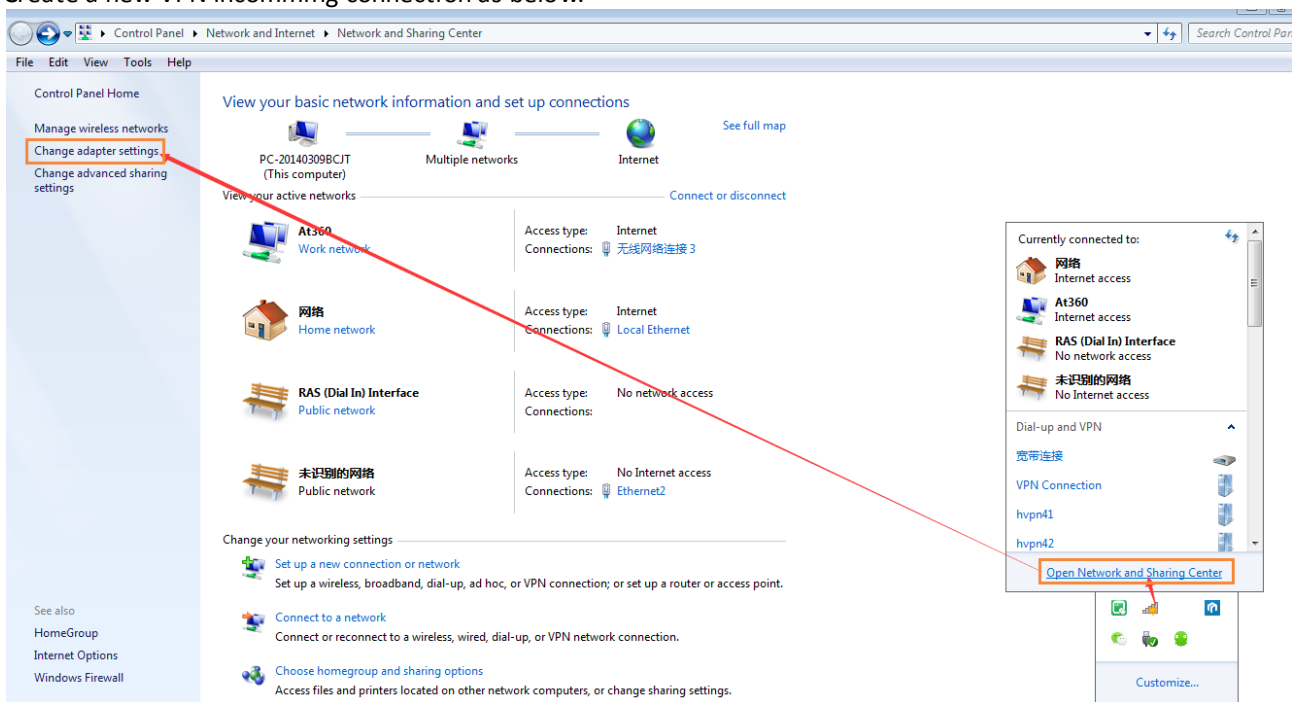 Create a new VPN incomming connection as below.
Control Panel ▸ Network and Internet ▸ Network and Sharing Center
Search Control Pan
File Edit View Tools Help
Control Panel Home
Manage wireless networks
Change adapter settings
Change advanced sharing
settings
See also
HomeGroup
Internet Options
Windows Firewall
View your basic network information and set up connections
See full map
PC-20140309BCJT
(This computer)
Multiple networks
Internet
View your active networks
Connect or disconnect
At360
Work network
Access type: Internet
Connections: 无线网络连接 3
网络
Home network
Access type: Internet
Connections: Local Ethernet
RAS (Dial In) Interface
Public network
Access type: No network access
Connections:
未识别的网络
Public network
Access type: No Internet access
Connections: Ethernet2
Change your networking settings
Set up a new connection or network
Set up a wireless, broadband, dial-up, ad hoc, or VPN connection; or set up a router or access point.
Connect to a network
Connect or reconnect to a wireless, wired, dial-up, or VPN network connection.
Choose homegroup and sharing options
Access files and printers located on other network computers, or change sharing settings.
Currently connected to:
网络
Internet access
At360
Internet access
RAS (Dial In) Interface
No network access
未识别的网络
No Internet access
Dial-up and VPN
宽带连接
VPN Connection
hvpn41
hvpn42
Open Network and Sharing Center
Customize...